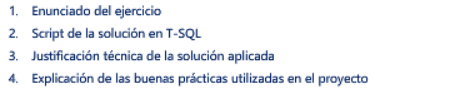 1. Enunciado del ejercicio
2. Script de la solución en T-SQL
3. Justificación técnica de la solución aplicada
4. Explicación de las buenas prácticas utilizadas en el proyecto